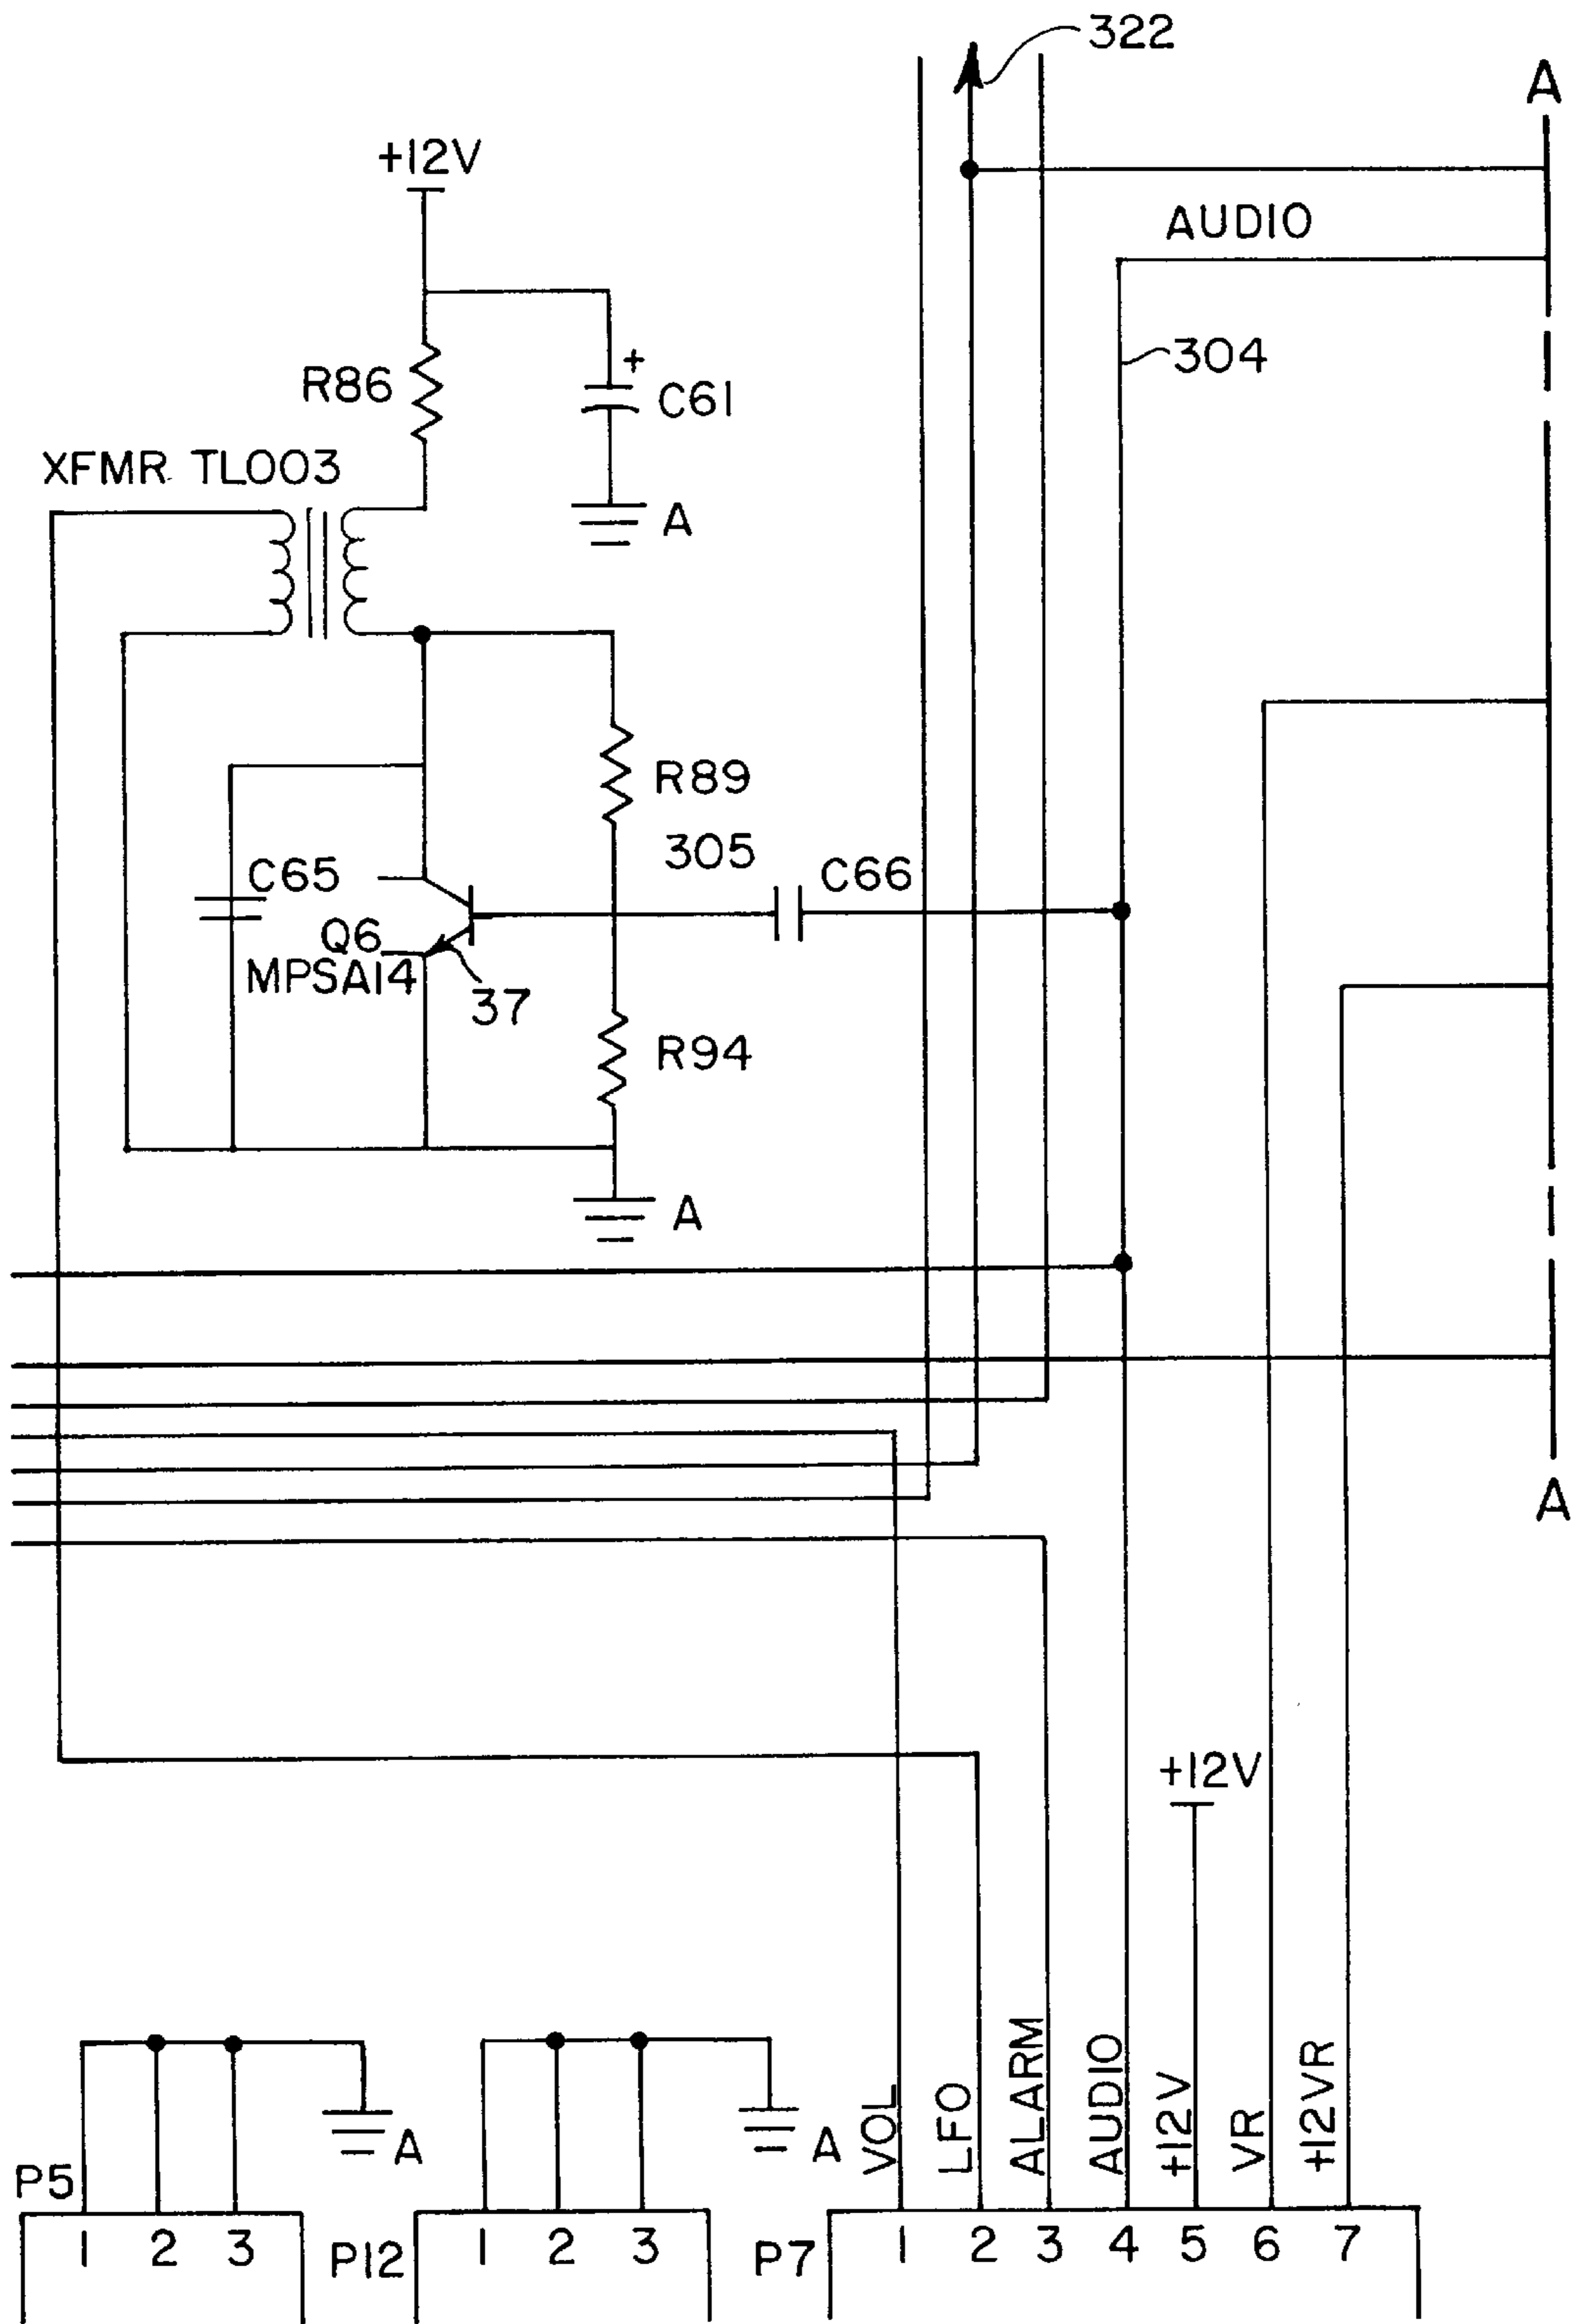 322
A
+12V
AUDIO
304
R86
+
C61
XFMR TL003
A
R89
305
C66
C65
Q6
MPSA14
37
R94
A
A
+12V
VOL
LFO
ALARM
AUDIO
+12V
VR
+12VR
A
A
P5
1 2 3
P12
1 2 3
P7
1 2 3 4 5 6 7